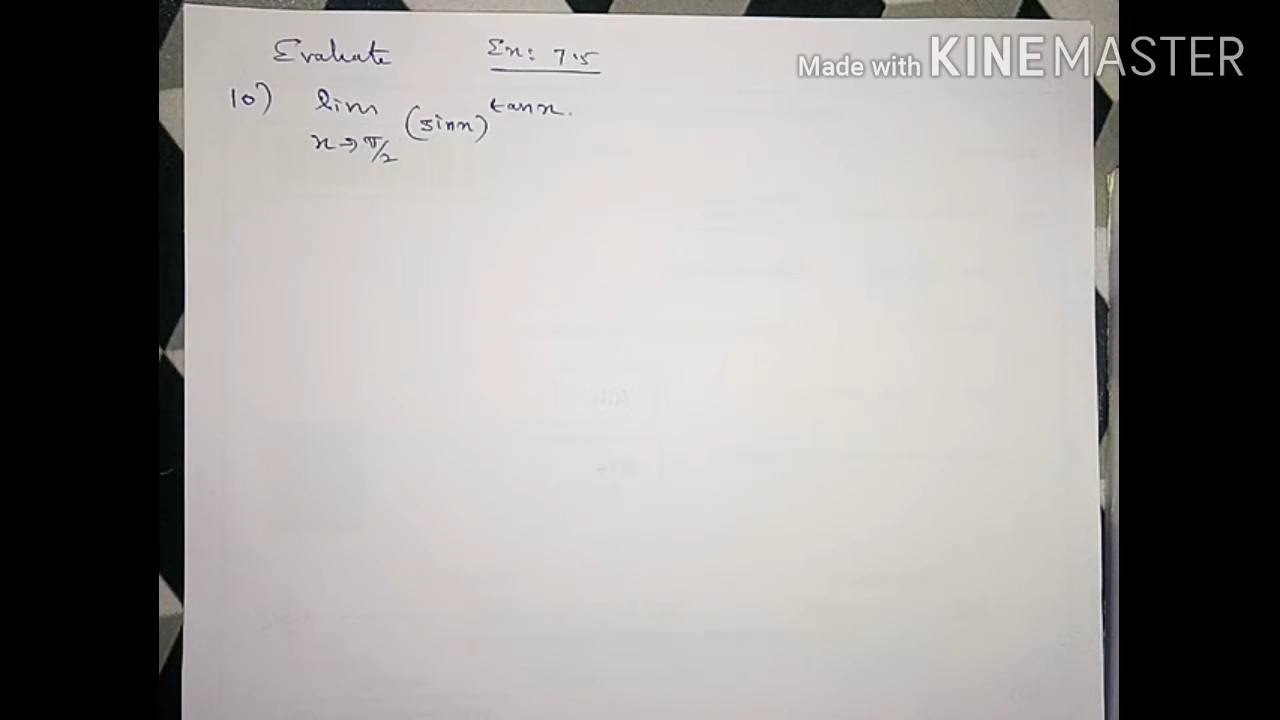 Evaluate Ex: 7.5
Made with KINEMASTER
10) lim (sinx)^tanx.
x→π/2